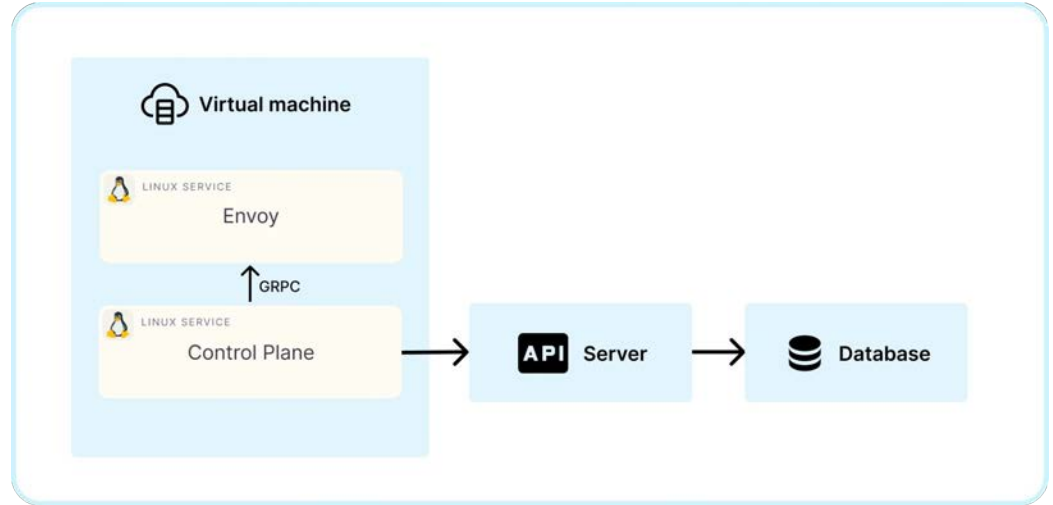 Virtual machine
LINUX SERVICE
Envoy
GRPC
LINUX SERVICE
Control Plane
API Server
Database